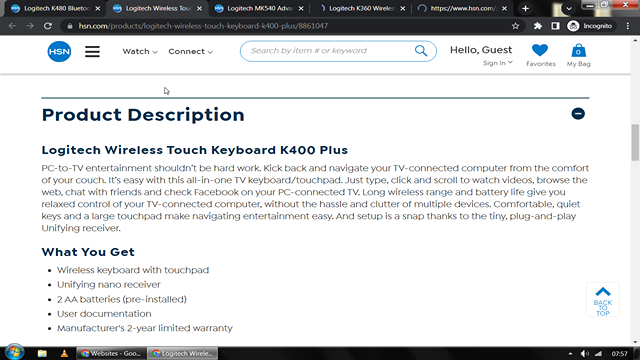 Logitech K480 Bluetoo
Logitech Wireless Tou
Logitech MK540 Adva
Logitech K360 Wireles
https://www.hsn.com/
hsn.com/products/logitech-wireless-touch-keyboard-k400-plus/8861047
Incognito
HSN
Watch
Connect
Search by item # or keyword
Hello, Guest
Sign In
Favorites
0
My Bag
Product Description
Logitech Wireless Touch Keyboard K400 Plus
PC-to-TV entertainment shouldn't be hard work. Kick back and navigate your TV-connected computer from the comfort
of your couch. It's easy with this all-in-one TV keyboard/touchpad. Just type, click and scroll to watch videos, browse the
web, chat with friends and check Facebook on your PC-connected TV. Long wireless range and battery life give you
relaxed control of your TV-connected computer, without the hassle and clutter of multiple devices. Comfortable, quiet
keys and a large touchpad make navigating entertainment easy. And setup is a snap thanks to the tiny, plug-and-play
Unifying receiver.
What You Get
• Wireless keyboard with touchpad
• Unifying nano receiver
• 2 AA batteries (pre-installed)
• User documentation
• Manufacturer's 2-year limited warranty
BACK
TO
TOP
Websites - Goo...
Logitech Wirele...
07:57